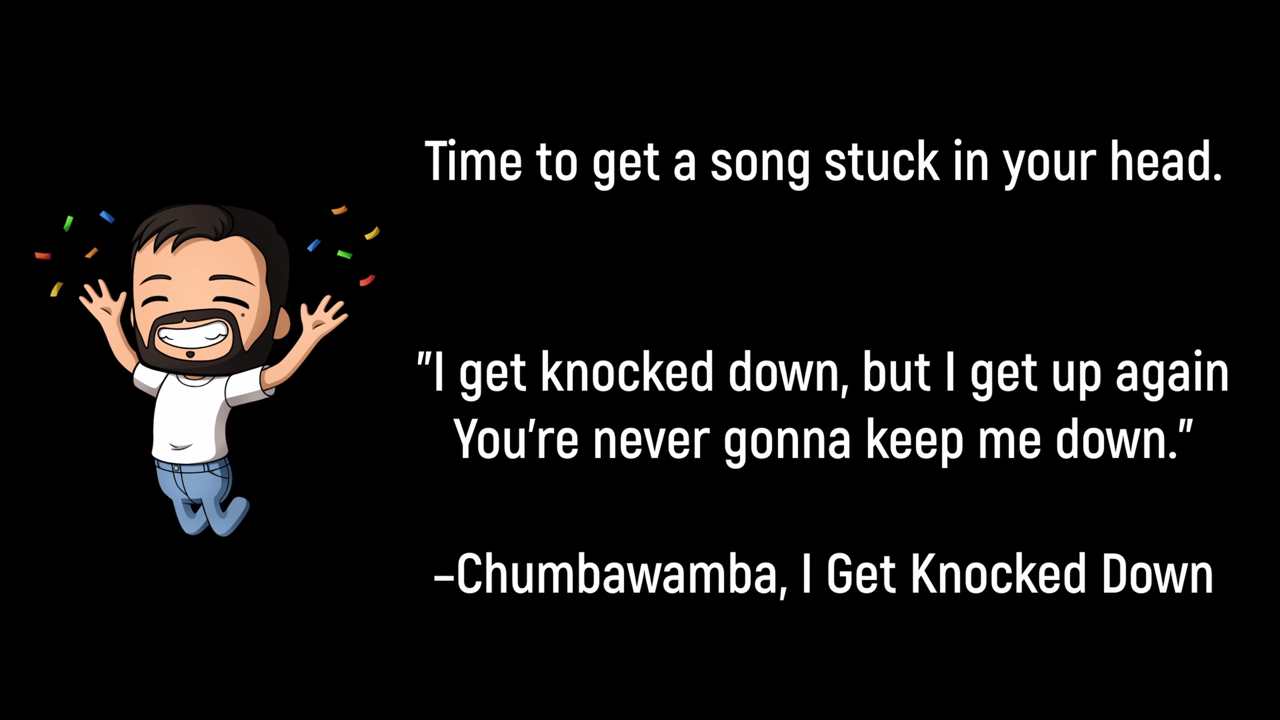 Time to get a song stuck in your head.
"I get knocked down, but I get up again
You're never gonna keep me down."
–Chumbawamba, I Get Knocked Down